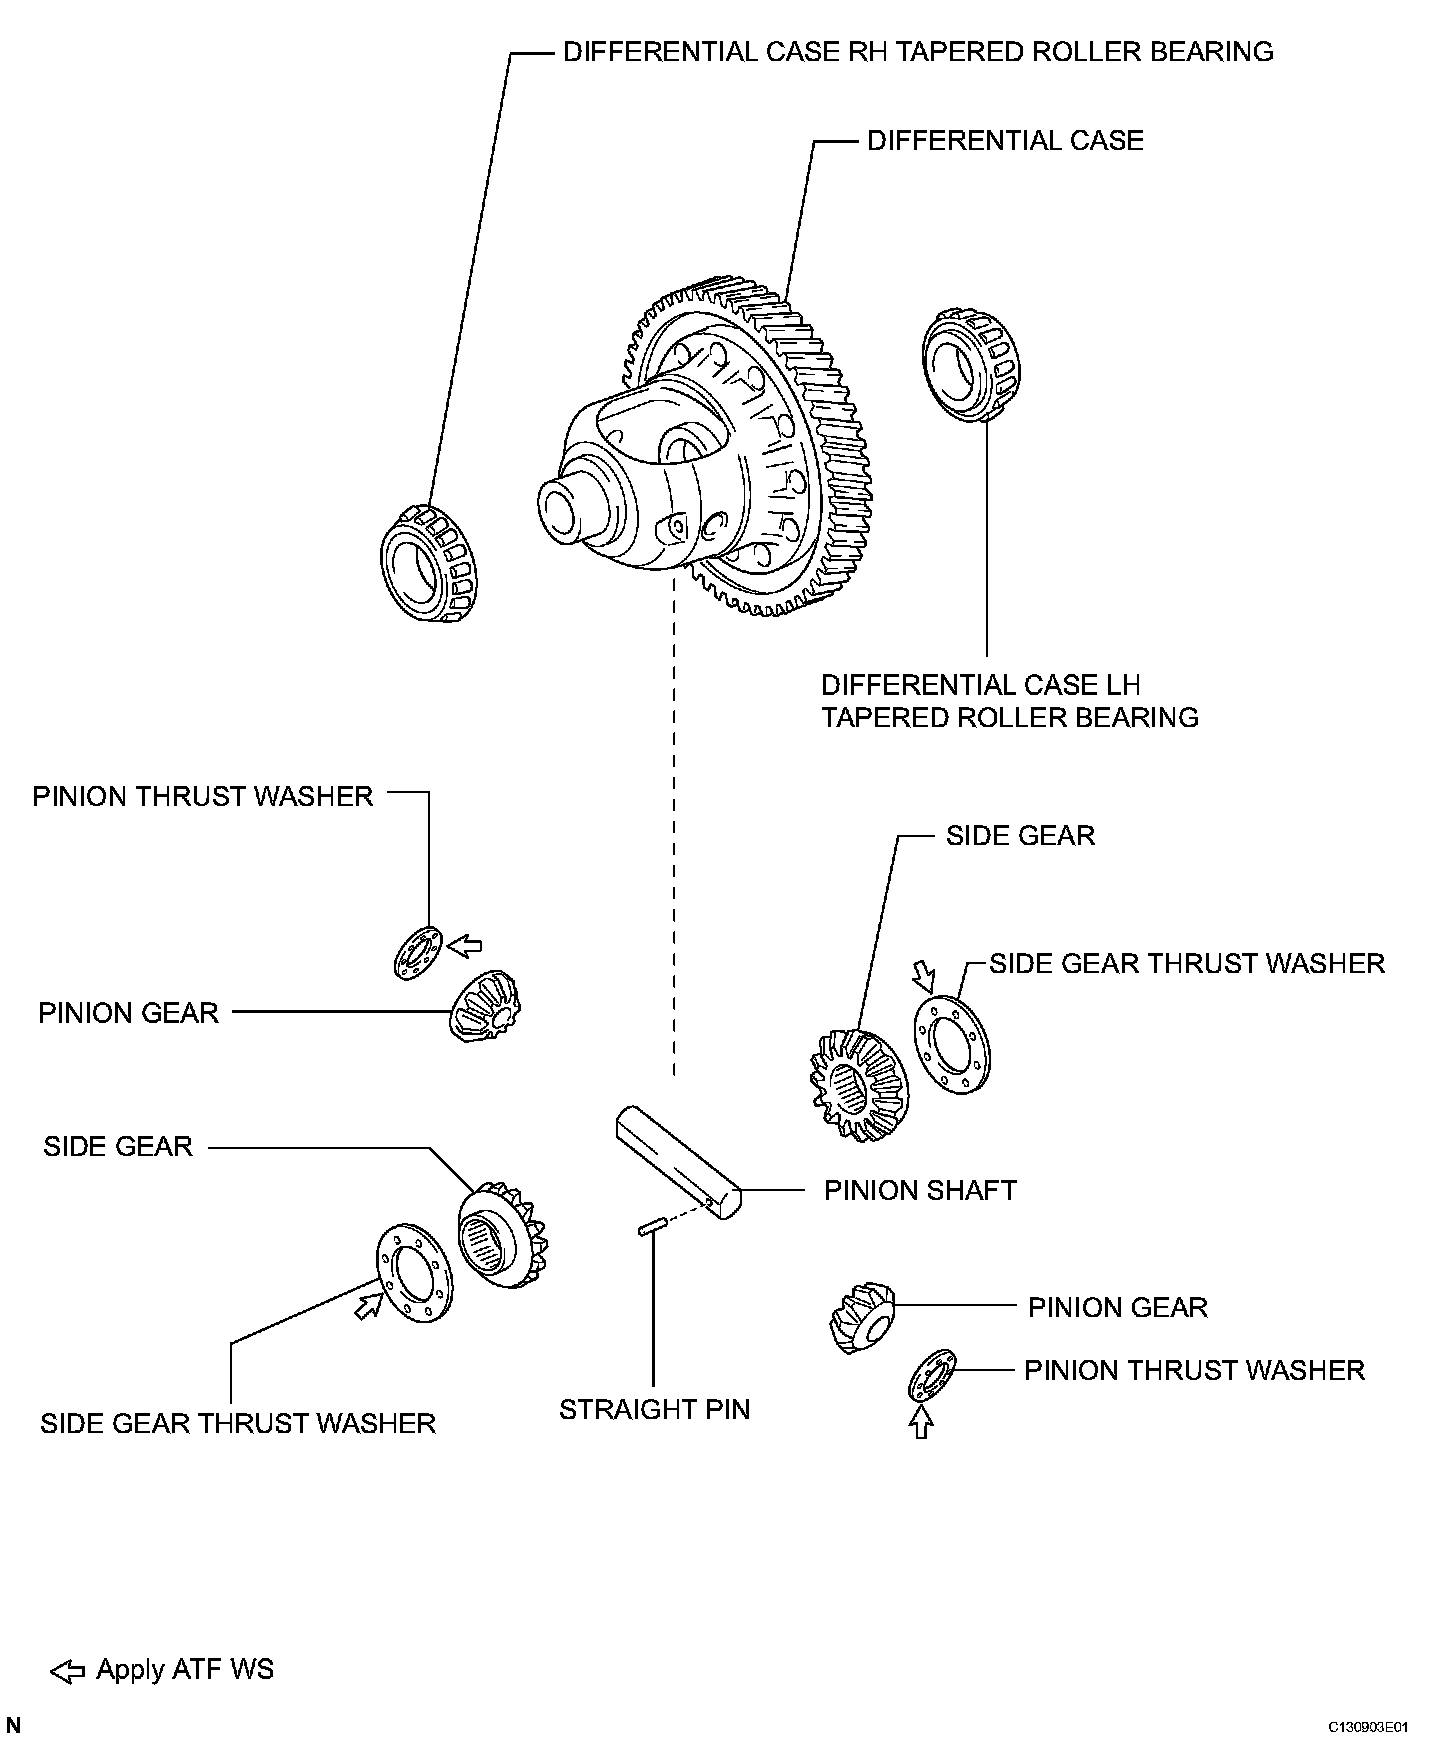 DIFFERENTIAL CASE RH TAPERED ROLLER BEARING
DIFFERENTIAL CASE
DIFFERENTIAL CASE LH
TAPERED ROLLER BEARING
PINION THRUST WASHER
SIDE GEAR
SIDE GEAR THRUST WASHER
PINION GEAR
SIDE GEAR
PINION SHAFT
PINION GEAR
PINION THRUST WASHER
STRAIGHT PIN
SIDE GEAR THRUST WASHER
Apply ATF WS
N
C130903E01